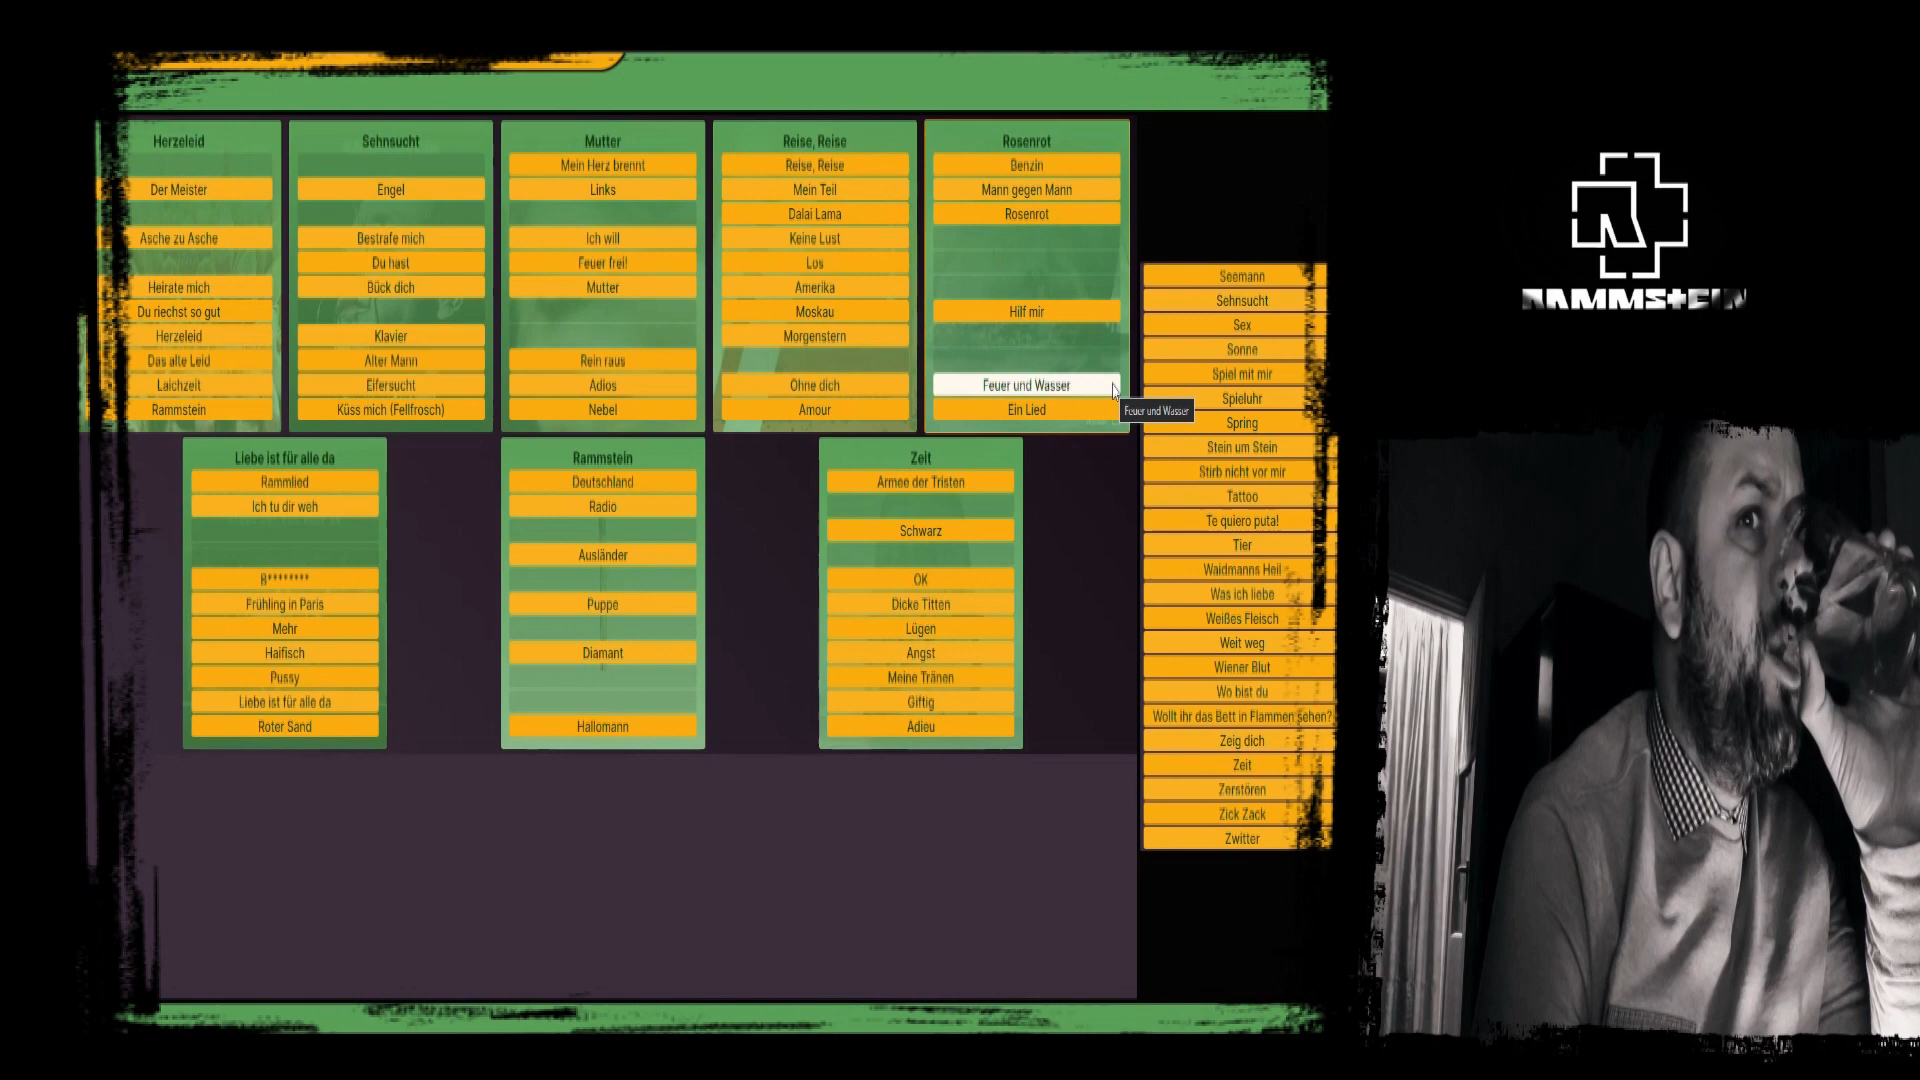 Herzeleid
Der Meister
Asche zu Asche
Heirate mich
Du riechst so gut
Herzeleid
Das alte Leid
Laichzeit
Rammstein
Sehnsucht
Engel
Bestrafe mich
Du hast
Bück dich
Klavier
Alter Mann
Eifersucht
Küss mich (Fellfrosch)
Mutter
Mein Herz brennt
Links
Ich will
Feuer frei!
Mutter
Rein raus
Adios
Nebel
Reise, Reise
Reise, Reise
Mein Teil
Dalai Lama
Keine Lust
Los
Amerika
Moskau
Morgenstern
Ohne dich
Amour
Rosenrot
Benzin
Mann gegen Mann
Rosenrot
Hilf mir
Feuer und Wasser
Ein Lied
Feuer und Wasser
Liebe ist für alle da
Rammlied
Ich tu dir weh
B********
Frühling in Paris
Mehr
Haifisch
Pussy
Liebe ist für alle da
Roter Sand
Rammstein
Deutschland
Radio
Ausländer
Puppe
Diamant
Hallomann
Zeit
Armee der Tristen
Schwarz
OK
Dicke Titten
Lügen
Angst
Meine Tränen
Giftig
Adieu
Seemann
Sehnsucht
Sex
Sonne
Spiel mit mir
Spieluhr
Spring
Stein um Stein
Stirb nicht vor mir
Tattoo
Te quiero puta!
Tier
Waidmanns Heil
Was ich liebe
Weißes Fleisch
Weit weg
Wiener Blut
Wo bist du
Wollt ihr das Bett in Flammen sehen?
Zeig dich
Zeit
Zerstören
Zick Zack
Zwitter
RAMMSTEIN